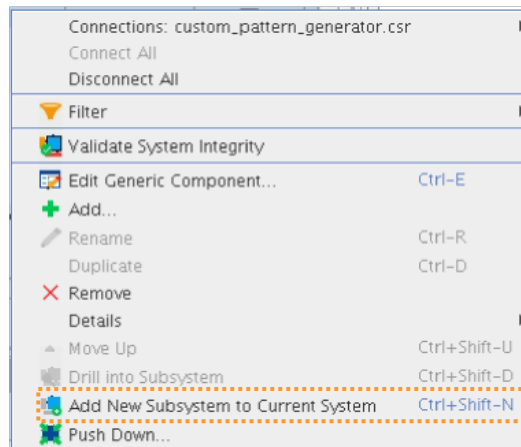 Connections: custom_pattern_generator.csr
Connect All
Disconnect All
Filter
Validate System Integrity
Edit Generic Component... Ctrl-E
Add...
Rename Ctrl-R
Duplicate Ctrl-D
Remove
Details
Move Up Ctrl+Shift-U
Drill into Subsystem Ctrl+Shift-D
Add New Subsystem to Current System Ctrl+Shift-N
Push Down...